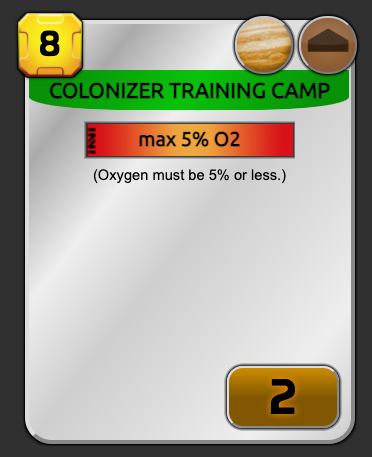 8
COLONIZER TRAINING CAMP
max 5% O2
(Oxygen must be 5% or less.)
2